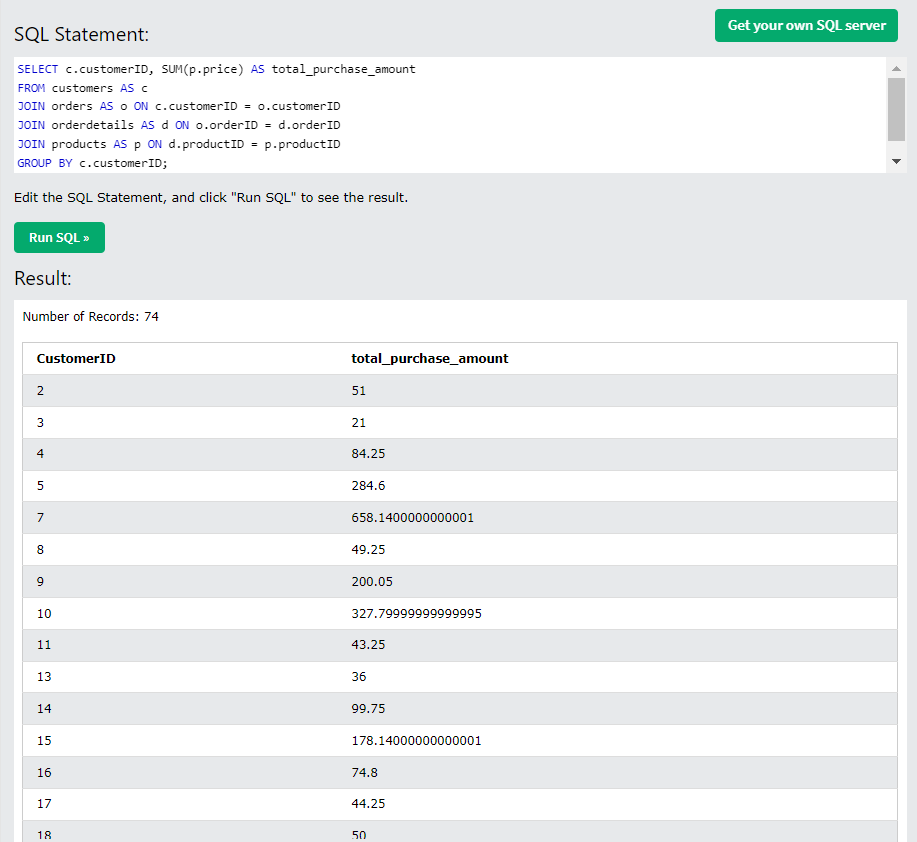 SQL Statement:
Get your own SQL server
SELECT c.customerID, SUM(p.price) AS total_purchase_amount
FROM customers AS c
JOIN orders AS o ON c.customerID = o.customerID
JOIN orderdetails AS d ON o.orderID = d.orderID
JOIN products AS p ON d.productID = p.productID
GROUP BY c.customerID;
Edit the SQL Statement, and click "Run SQL" to see the result.
Run SQL »
Result:
Number of Records: 74
CustomerID total_purchase_amount
2 51
3 21
4 84.25
5 284.6
7 658.1400000000001
8 49.25
9 200.05
10 327.79999999999995
11 43.25
13 36
14 99.75
15 178.14000000000001
16 74.8
17 44.25
18 50